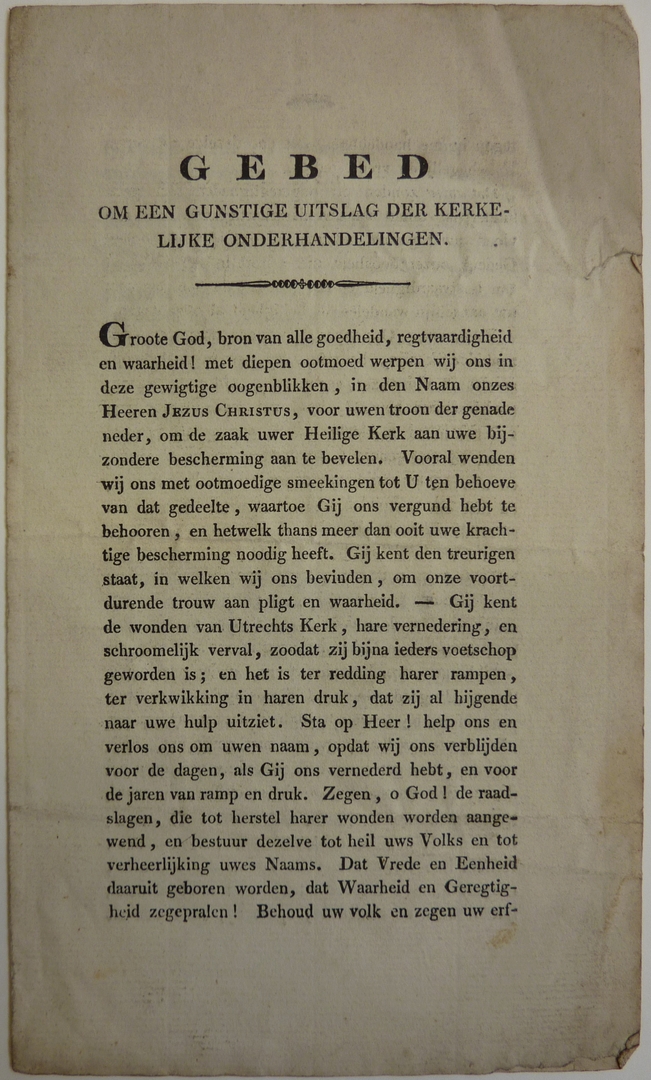 GEBED
OM EEN GUNSTIGE UITSLAG DER KERKE-
LIJKE ONDERHANDELINGEN.
Groote God, bron van alle goedheid, regtvaardigheid
en waarheid! met diepen ootmoed werpen wij ons in
deze gewigtige oogenblikken, in den Naam onzes
Heeren JEZUS CHRISTUS, voor uwen troon der genade
neder, om de zaak uwer Heilige Kerk aan uwe bij-
zondere bescherming aan te bevelen. Vooral wenden
wij ons met ootmoedige smeekingen tot U ten behoeve
van dat gedeelte, waartoe Gij ons vergund hebt te
behooren, en hetwelk thans meer dan ooit uwe krach-
tige bescherming noodig heeft. Gij kent den treurigen
staat, in welken wij ons bevinden, om onze voort-
durende trouw aan pligt en waarheid. — Gij kent
de wonden van Utrechts Kerk, hare vernedering, en
schroomelijk verval, zoodat zij bijna ieders voetschop
geworden is; en het is ter redding harer rampen,
ter verkwikking in haren druk, dat zij al hijgende
naar uwe hulp uitziet. Sta op Heer! help ons en
verlos ons om uwen naam, opdat wij ons verblijden
voor de dagen, als Gij ons vernederd hebt, en voor
de jaren van ramp en druk. Zegen, o God! de raad-
slagen, die tot herstel harer wonden worden aange-
wend, en bestuur dezelve tot heil uws Volks en tot
verheerlijking uwes Naams. Dat Vrede en Eenheid
daaruit geboren worden, dat Waarheid en Geregtig-
heid zegepralen! Behoud uw volk en zegen uw erf-